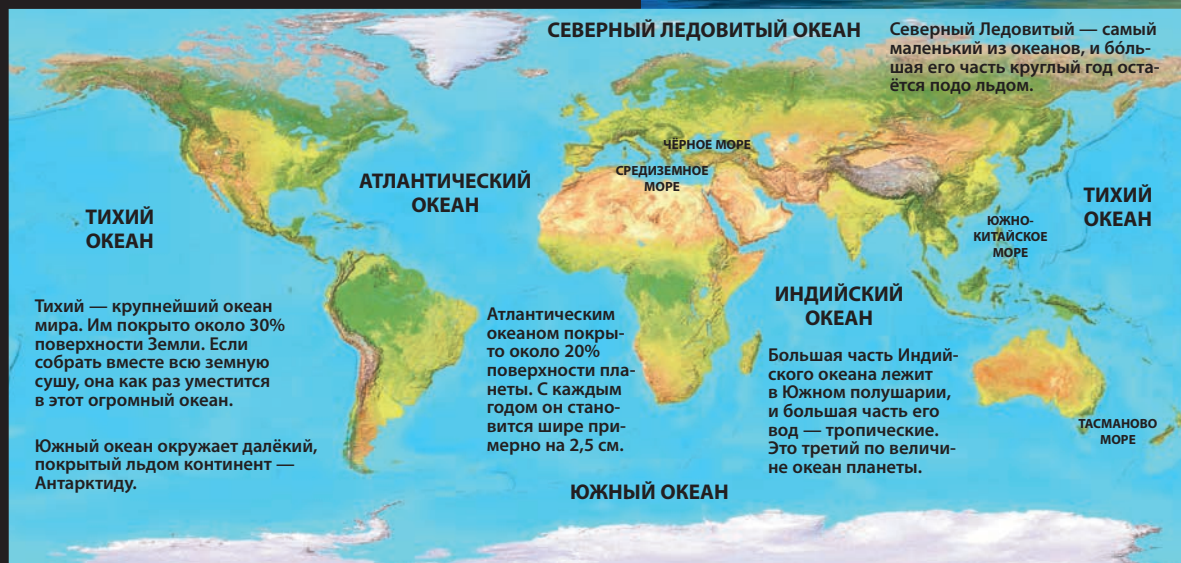 СЕВЕРНЫЙ ЛЕДОВИТЫЙ ОКЕАН
Северный Ледовитый — самый
маленький из океанов, и бо́ль-
шая его часть круглый год оста-
ётся подо льдом.
ЧЁРНОЕ МОРЕ
СРЕДИЗЕМНОЕ
МОРЕ
АТЛАНТИЧЕСКИЙ
ОКЕАН
ТИХИЙ
ОКЕАН
ТИХИЙ
ОКЕАН
ЮЖНО-
КИТАЙСКОЕ
МОРЕ
ИНДИЙСКИЙ
ОКЕАН
Тихий — крупнейший океан
мира. Им покрыто около 30%
поверхности Земли. Если
собрать вместе всю земную
сушу, она как раз уместится
в этот огромный океан.
Атлантическим
океаном покры-
то около 20%
поверхности пла-
неты. С каждым
годом он стано-
вится шире при-
мерно на 2,5 см.
Большая часть Индий-
ского океана лежит
в Южном полушарии,
и большая часть его
вод — тропические.
Это третий по величи-
не океан планеты.
ТАСМАНОВО
МОРЕ
Южный океан окружает далёкий,
покрытый льдом континент —
Антарктиду.
ЮЖНЫЙ ОКЕАН